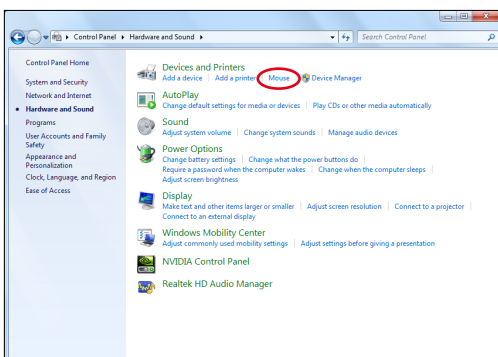 Control Panel Hardware and Sound Search Control Panel
Control Panel Home
System and Security
Network and Internet
Hardware and Sound
Programs
User Accounts and Family
Safety
Appearance and
Personalization
Clock, Language, and Region
Ease of Access
Devices and Printers
Add a device Add a printer Mouse Device Manager
AutoPlay
Change default settings for media or devices Play CDs or other media automatically
Sound
Adjust system volume Change system sounds Manage audio devices
Power Options
Change battery settings Change what the power buttons do
Require a password when the computer wakes Change when the computer sleeps
Adjust screen brightness
Display
Make text and other items larger or smaller Adjust screen resolution Connect to a projector
Connect to an external display
Windows Mobility Center
Adjust commonly used mobility settings Adjust settings before giving a presentation
NVIDIA Control Panel
Realtek HD Audio Manager